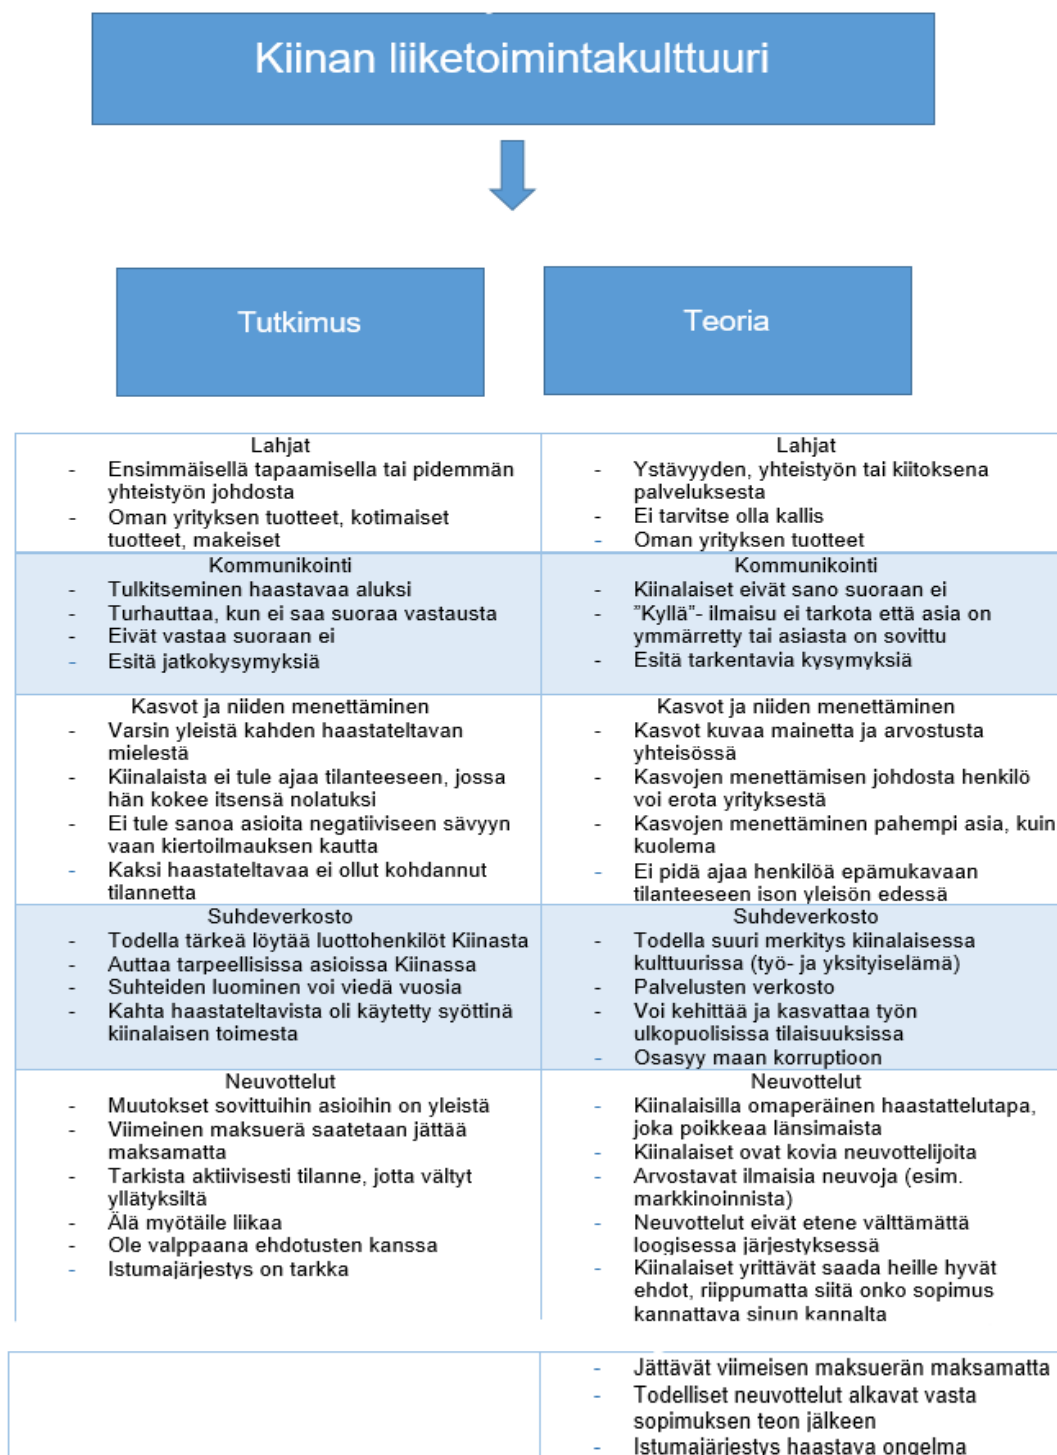 Kiinan liiketoimintakulttuuri
Tutkimus
Teoria
Lahjat
- Ensimmäisellä tapaamisella tai pidemmän
yhteistyön johdosta
- Oman yrityksen tuotteet, kotimaiset
tuotteet, makeiset
Lahjat
- Ystävyyden, yhteistyön tai kiitoksena
palveluksesta
- Ei tarvitse olla kallis
- Oman yrityksen tuotteet
Kommunikointi
- Tulkitseminen haastavaa aluksi
- Turhauttaa, kun ei saa suoraa vastausta
- Eivät vastaa suoraan ei
- Esitä jatkokysymyksiä
Kommunikointi
- Kiinalaiset eivät sano suoraan ei
- ”Kyllä”- ilmaisu ei tarkota että asia on
ymmärretty tai asiasta on sovittu
- Esitä tarkentavia kysymyksiä
Kasvot ja niiden menettäminen
- Varsin yleistä kahden haastateltavan
mielestä
- Kiinalaista ei tule ajaa tilanteeseen, jossa
hän kokee itsensä nolatuksi
- Ei tule sanoa asioita negatiiviseen sävyyn
vaan kiertoilmauksen kautta
- Kaksi haastateltavaa ei ollut kohdannut
tilannetta
Kasvot ja niiden menettäminen
- Kasvot kuvaa mainetta ja arvostusta
yhteisössä
- Kasvojen menettämisen johdosta henkilö
voi erota yrityksestä
- Kasvojen menettäminen pahempi asia, kuin
kuolema
- Ei pidä ajaa henkilöä epämukavaan
tilanteeseen ison yleisön edessä
Suhdeverkosto
- Todella tärkeä löytää luottohenkilöt Kiinasta
- Auttaa tarpeellisissa asioissa Kiinassa
- Suhteiden luominen voi viedä vuosia
- Kahta haastateltavista oli käytetty syöttinä
kiinalaisen toimesta
Suhdeverkosto
- Todella suuri merkitys kiinalaisessa
kulttuurissa (työ- ja yksityiselämä)
- Palvelusten verkosto
- Voi kehittää ja kasvattaa työn
ulkopuolisissa tilaisuuksissa
- Osasyy maan korruptioon
Neuvottelut
- Muutokset sovittuihin asioihin on yleistä
- Viimeinen maksuerä saatetaan jättää
maksamatta
- Tarkista aktiivisesti tilanne, jotta vältyt
yllätyksiltä
- Älä myötäile liikaa
- Ole valppaana ehdotusten kanssa
- Istumajärjestys on tarkka
Neuvottelut
- Kiinalaisilla omaperäinen haastattelutapa,
joka poikkeaa länsimaista
- Kiinalaiset ovat kovia neuvottelijoita
- Arvostavat ilmaisia neuvoja (esim.
markkinoinnista)
- Neuvottelut eivät etene välttämättä
loogisessa järjestyksessä
- Kiinalaiset yrittävät saada heille hyvät
ehdot, riippumatta siitä onko sopimus
kannattava sinun kannalta
- Jättävät viimeisen maksuerän maksamatta
- Todelliset neuvottelut alkavat vasta
sopimuksen teon jälkeen
- Istumajärjestys haastava ongelma